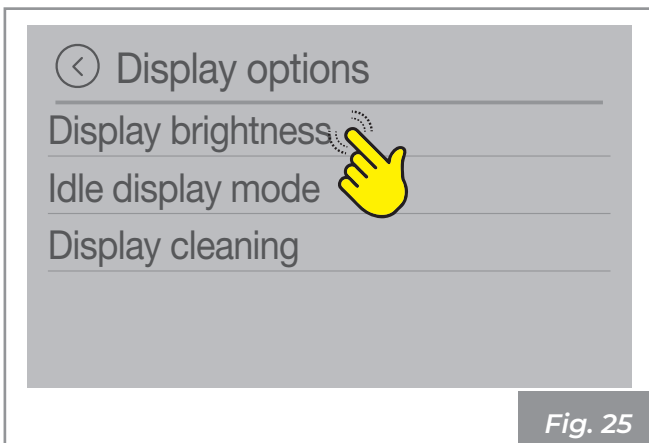 Display options
Display brightness
Idle display mode
Display cleaning
Fig. 25